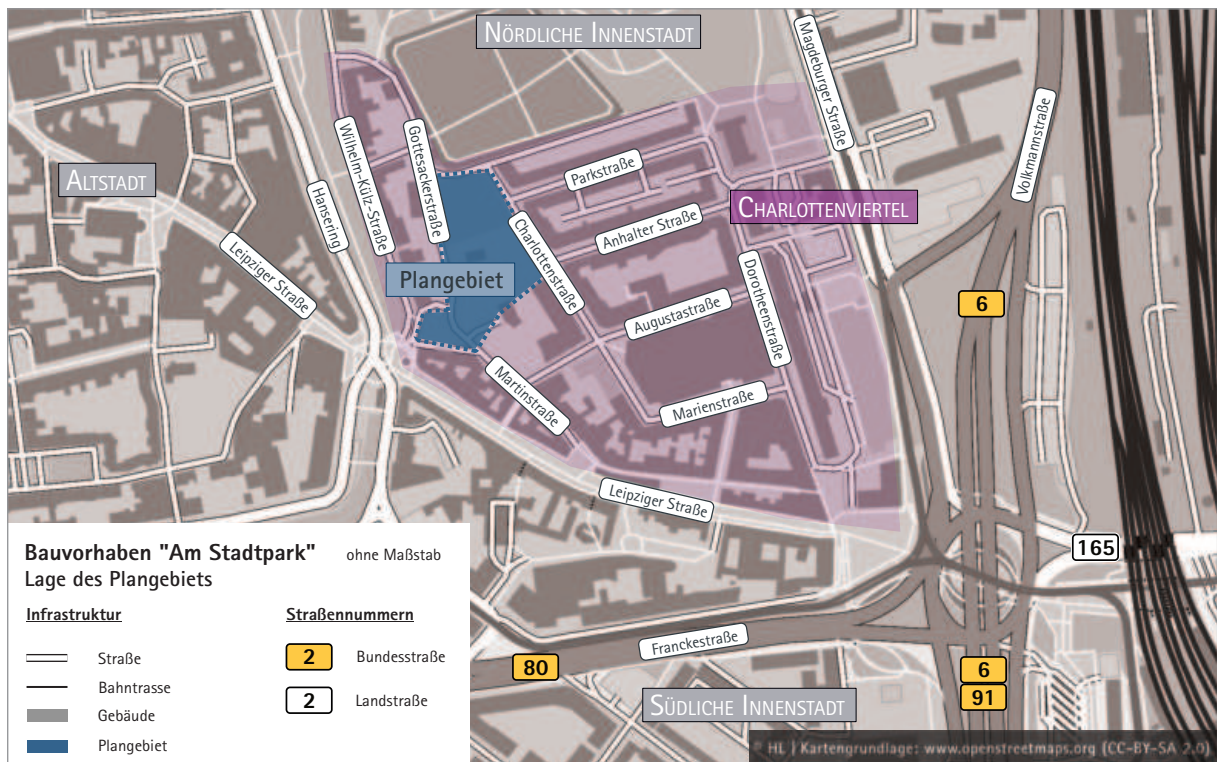 NÖRDLICHE INNENSTADT
Magdeburger Straße
Volkmannstraße
ALTSTADT
Wilhelm-Külz-Straße
Gottesackerstraße
Parkstraße
CHARLOTTENVIERTEL
Hansering
Leipziger Straße
Charlottenstraße
Anhalter Straße
Plangebiet
Dorotheenstraße
6
Augustastraße
Martinstraße
Marienstraße
Leipziger Straße
165
Franckestraße
80
6
91
SÜDLICHE INNENSTADT
Bauvorhaben "Am Stadtpark" ohne Maßstab
Lage des Plangebiets
Infrastruktur
Straße
Bahntrasse
Gebäude
Plangebiet
Straßennummern
2 Bundesstraße
2 Landstraße
© HL | Kartengrundlage: www.openstreetmaps.org (CC-BY-SA 2.0)